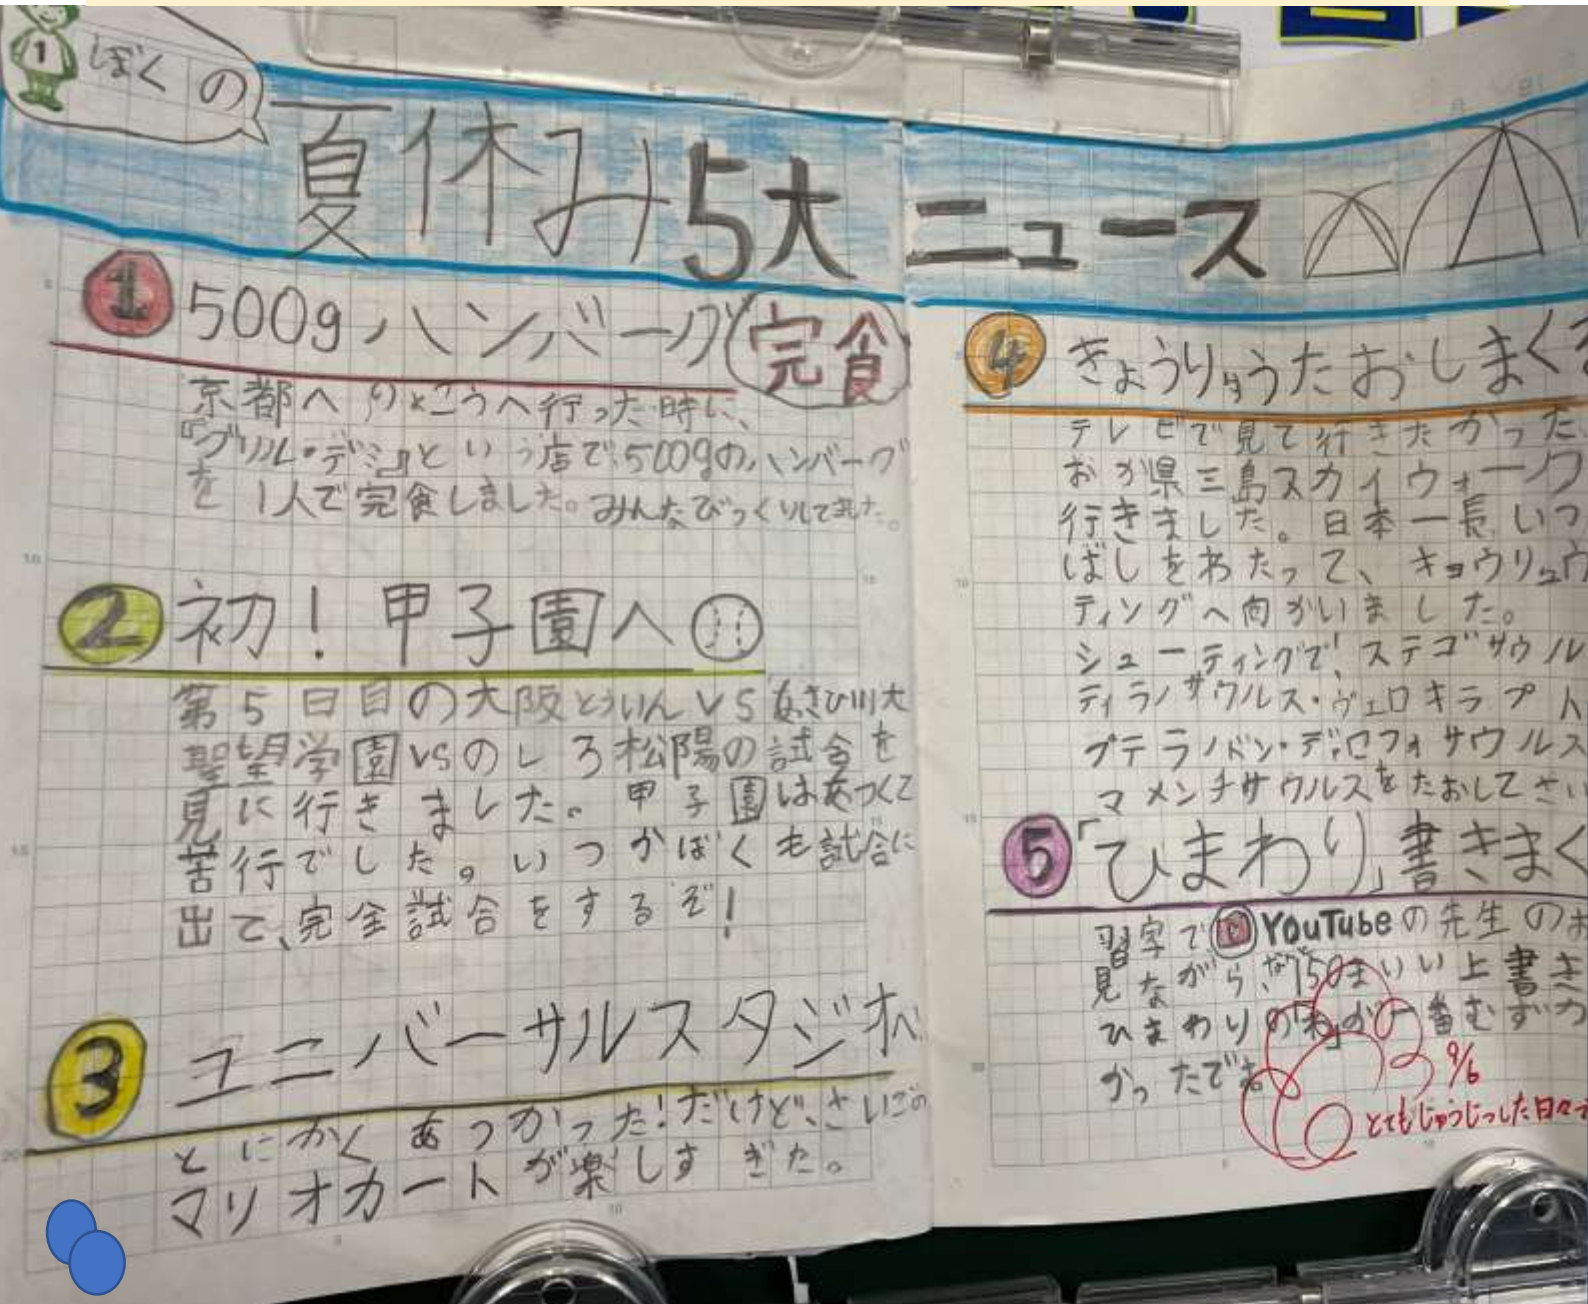 1
ぼくの
夏休み5大ニュース
1 500gハンバーグ完食
京都へりょこうへ行った時に、
『グリル・デミ』という店で、500gのハンバーグ
を1人で完食しました。みんなびっくりしてました。
2 初!甲子園へ
第5日目の大阪とういんVSあさひ川大
聖望学園VSのしろ松陽の試合を
見に行きました。甲子園はあつくて
苦行でした。いつかぼくも試合に
出て、完全試合をするぞ!
3 ユニバーサルスタジオへ
とにかくあつかった!だけど、さいごの
マリオカートが楽しすぎた。
4 きょうりゅうたおしまくる
テレビで見て行きたかった、
おか県三島スカイウォーク
行きました。日本一長いつ
ばしをわたって、キョウリュウ
ティングへ向かいました。
シューティングで、ステゴサウル
ティラノサウルス・ヴェロキラプト
プテラノドン・ディロフォサウルス
マメンチサウルスをたおしてさい
5 「ひまわり」書きまく
習字でYouTubeの先生のお
見ながら、150まいい上書き
ひまわりの「わ」が一番むずか
かったです
9/6
とてもじゅうじつした日々